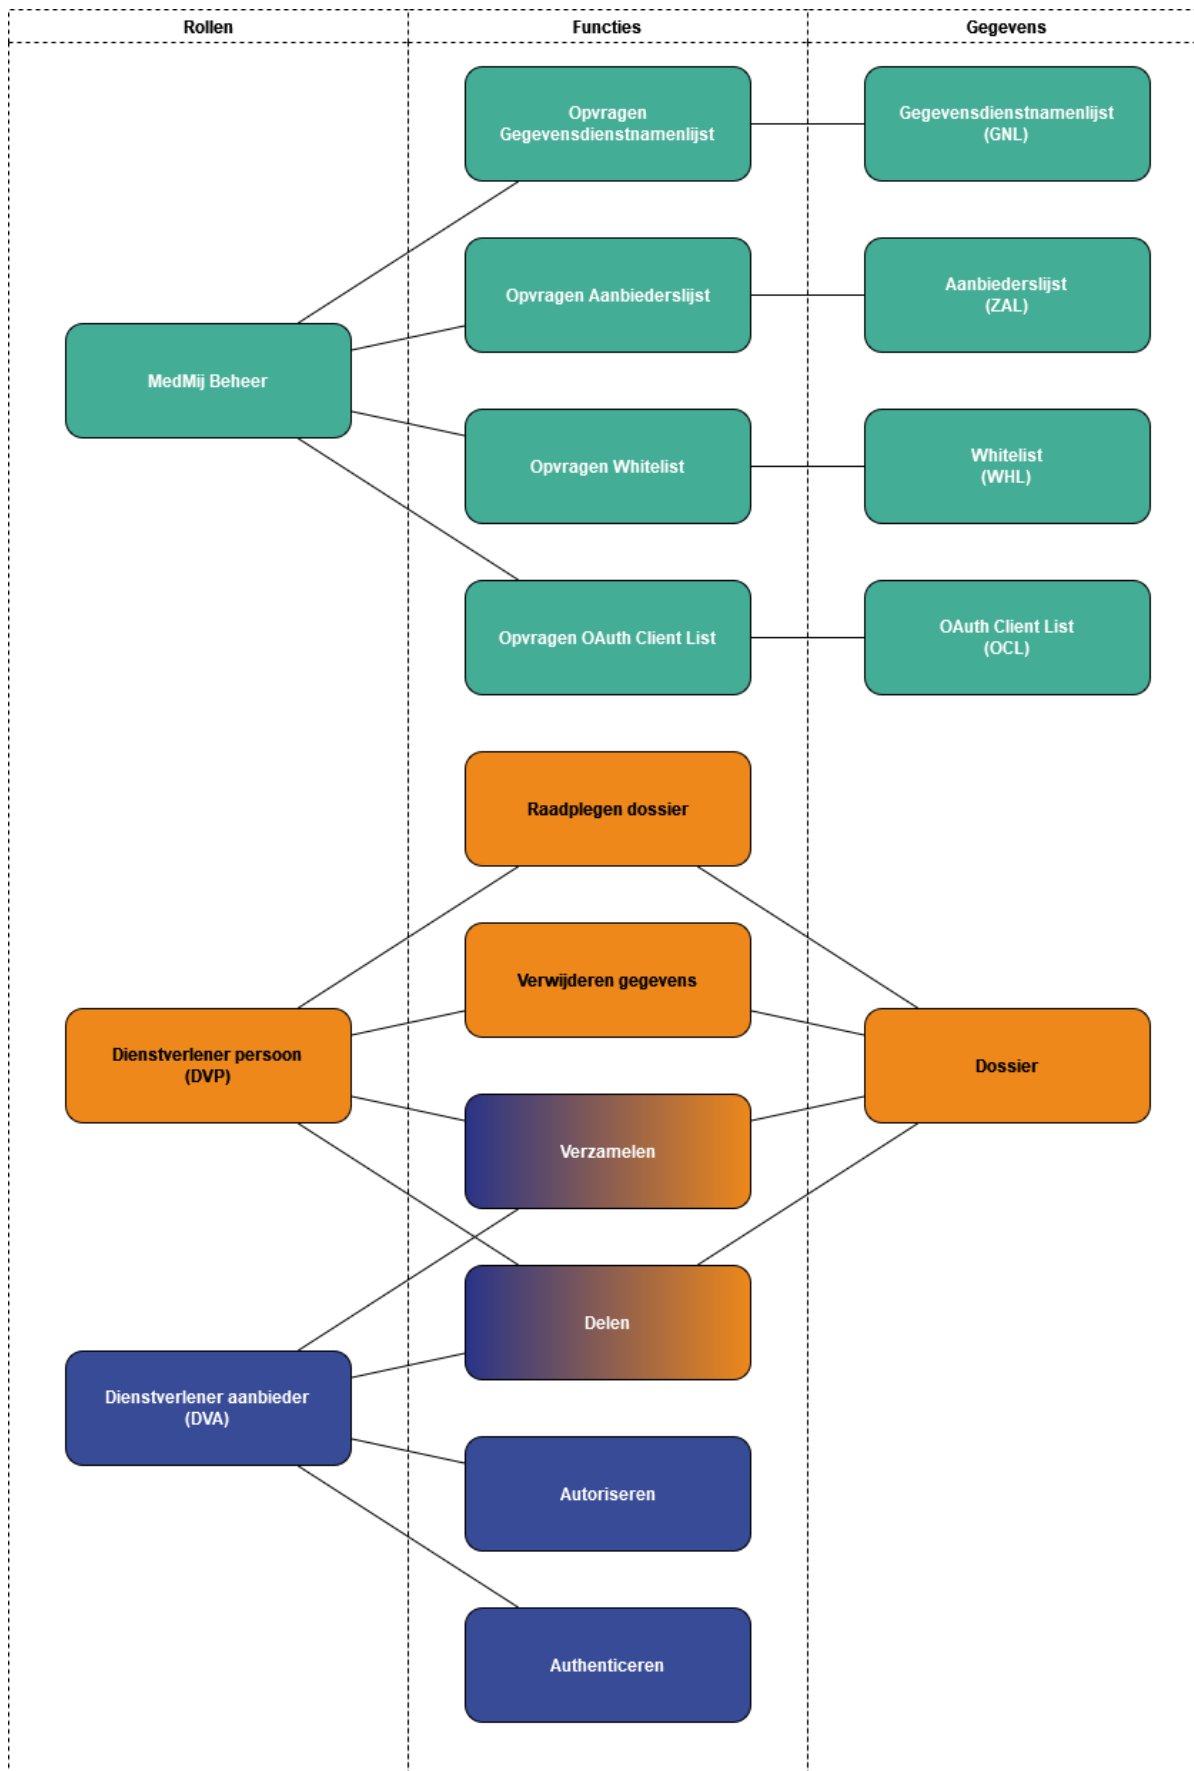 Rollen
Functies
Gegevens
Opvragen
Gegevensdienstnamenlijst
Gegevensdienstnamenlijst
(GNL)
Opvragen Aanbiederslijst
Aanbiederslijst
(ZAL)
MedMij Beheer
Opvragen Whitelist
Whitelist
(WHL)
Opvragen OAuth Client List
OAuth Client List
(OCL)
Raadplegen dossier
Verwijderen gegevens
Dienstverlener persoon
(DVP)
Dossier
Verzamelen
Delen
Dienstverlener aanbieder
(DVA)
Autoriseren
Authenticeren